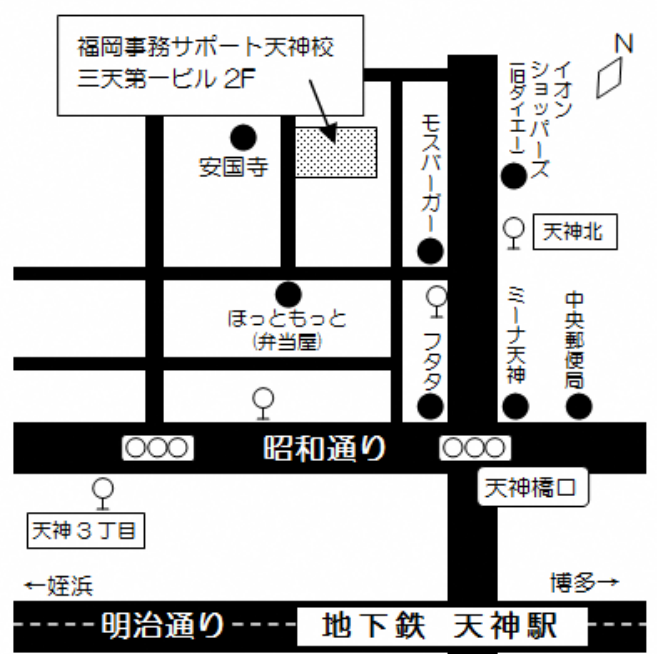 福岡事務サポート天神校
三天第一ビル 2F
N
イオン
ショッパーズ
(旧ダイエー)
安国寺
モスバーガー
天神北
ほっともっと
(弁当屋)
フタタ
ミーナ天神
中央郵便局
昭和通り
天神橋口
天神3丁目
←姪浜
博多→
明治通り
地下鉄 天神駅